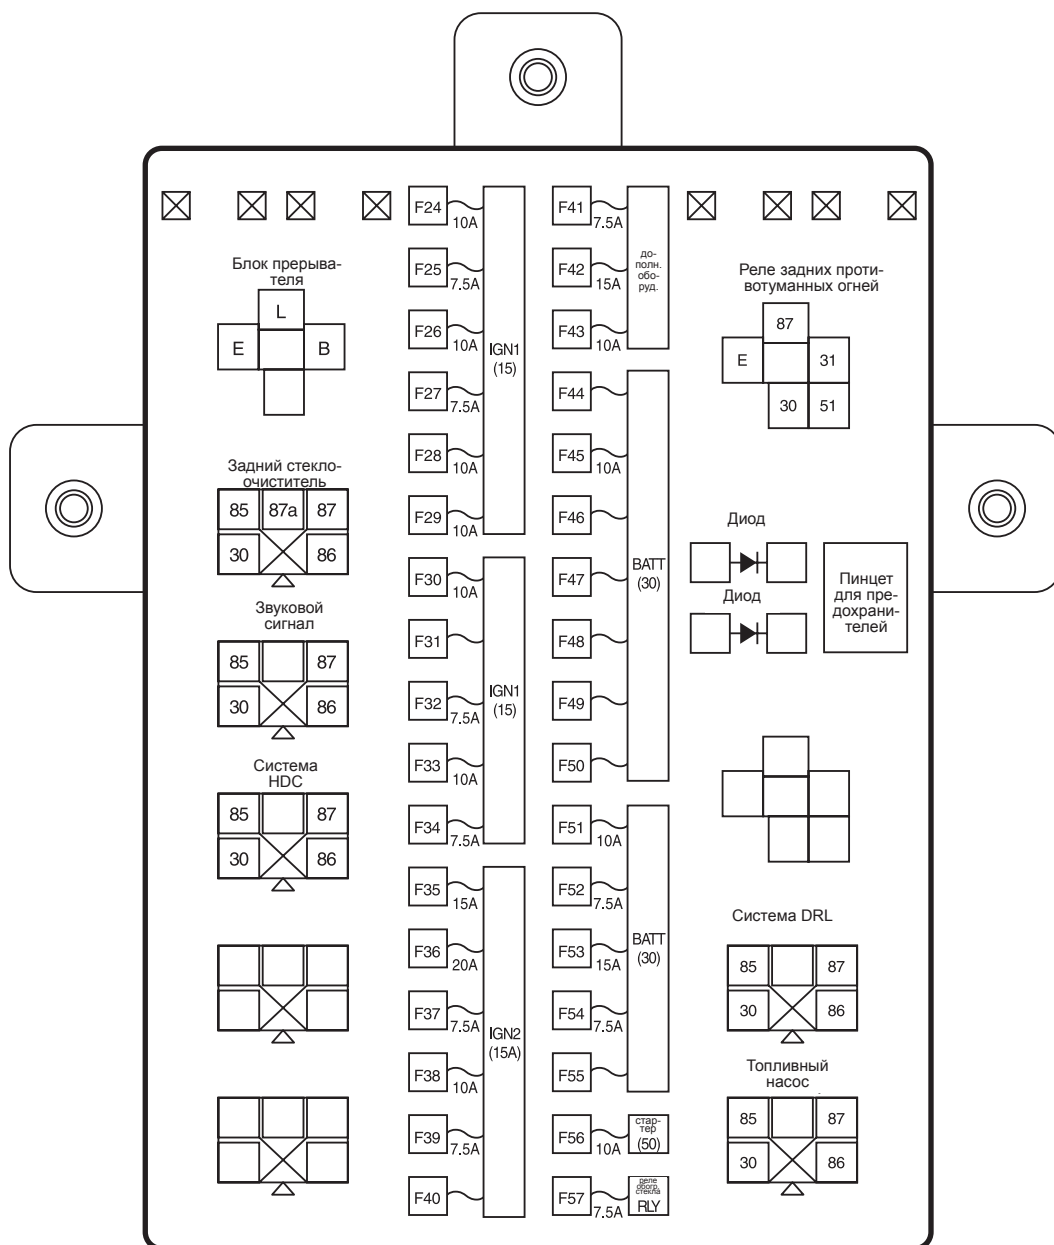 Блок прерыва-
теля
L
E
B
Задний стекло-
очиститель
85 87a 87
30 86
Звуковой
сигнал
85 87
30 86
Система
HDC
85 87
30 86
F24
10A
F25
7.5A
F26
10A
F27
7.5A
F28
10A
F29
10A
IGN1
(15)
F30
10A
F31
F32
7.5A
F33
10A
F34
7.5A
IGN1
(15)
F35
15A
F36
20A
F37
7.5A
F38
10A
F39
7.5A
F40
IGN2
(15A)
F41
7.5A
F42
15A
F43
10A
до-
полн.
обо-
руд.
F44
F45
10A
F46
F47
F48
F49
F50
BATT
(30)
F51
10A
F52
7.5A
F53
15A
F54
7.5A
F55
BATT
(30)
F56
10A
стар-
тер
(50)
F57
7.5A
реле
обогр.
стекла
RLY
Реле задних проти-
вотуманных огней
87
E
31
30 51
Диод
Диод
Пинцет
для пре-
дохрани-
телей
Система DRL
85 87
30 86
Топливный
насос
85 87
30 86